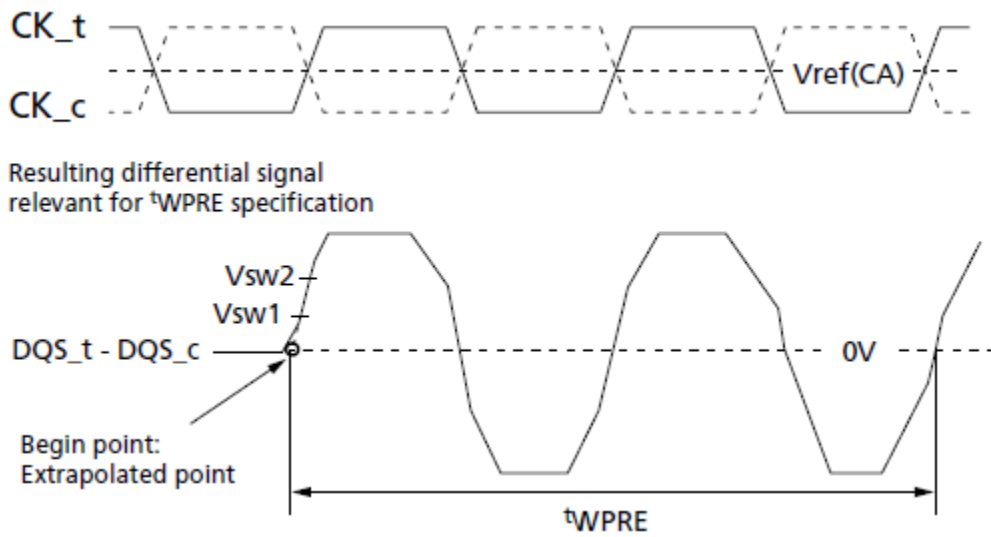 CK_t
Vref(CA)
CK_c
Resulting differential signal
relevant for tWPRE specification
Vsw2
Vsw1
DQS_t - DQS_c
0V
Begin point:
Extrapolated point
tWPRE